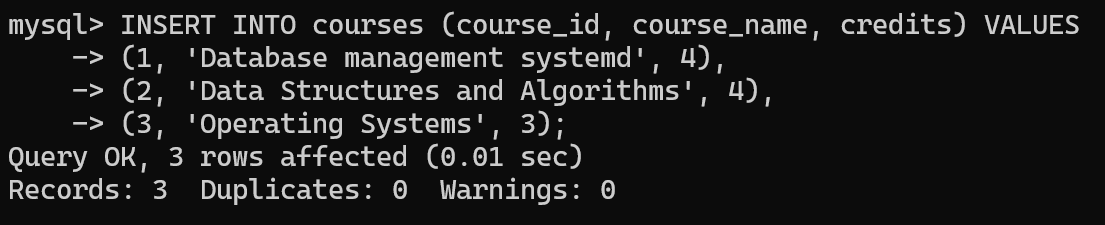 mysql> INSERT INTO courses (course_id, course_name, credits) VALUES
    -> (1, 'Database management systemd', 4),
    -> (2, 'Data Structures and Algorithms', 4),
    -> (3, 'Operating Systems', 3);
Query OK, 3 rows affected (0.01 sec)
Records: 3  Duplicates: 0  Warnings: 0